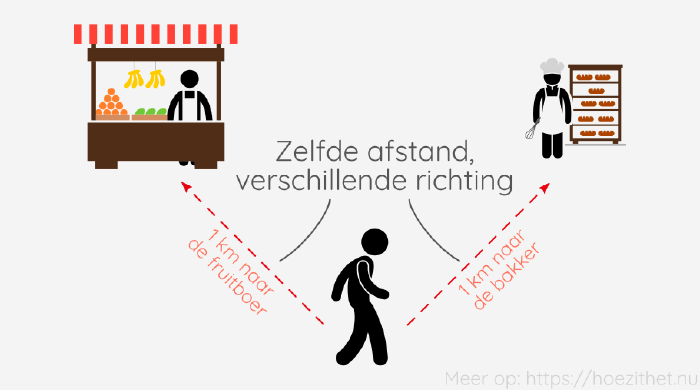 Zelfde afstand,
verschillende richting
1 km naar
de fruitboer
1 km naar
de bakker
Meer op: https://hoezithet.nu